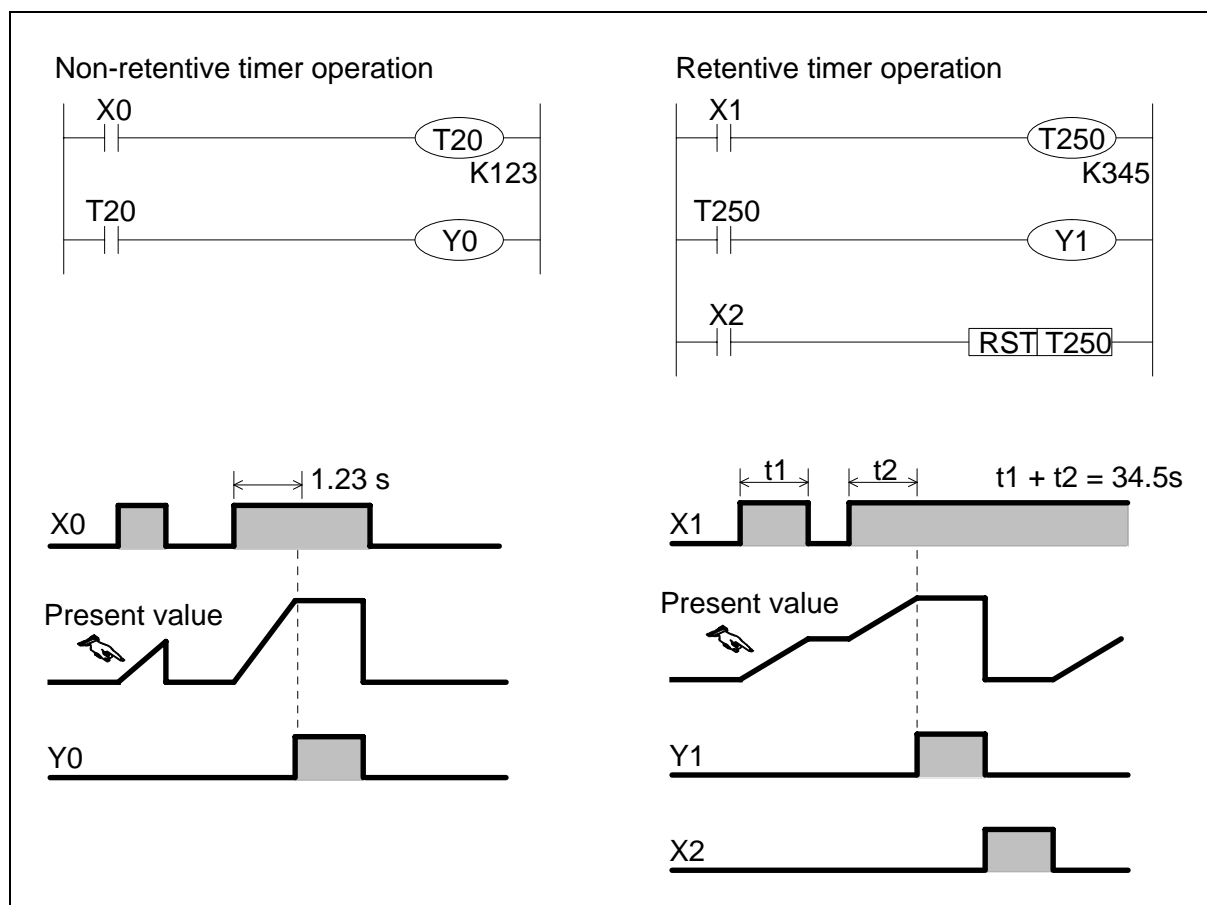 Non-retentive timer operation
X0
T20
K123
T20
Y0
Retentive timer operation
X1
T250
K345
T250
Y1
X2
RST T250
1.23 s
X0
Present value
Y0
t1
t2
t1 + t2 = 34.5s
X1
Present value
Y1
X2